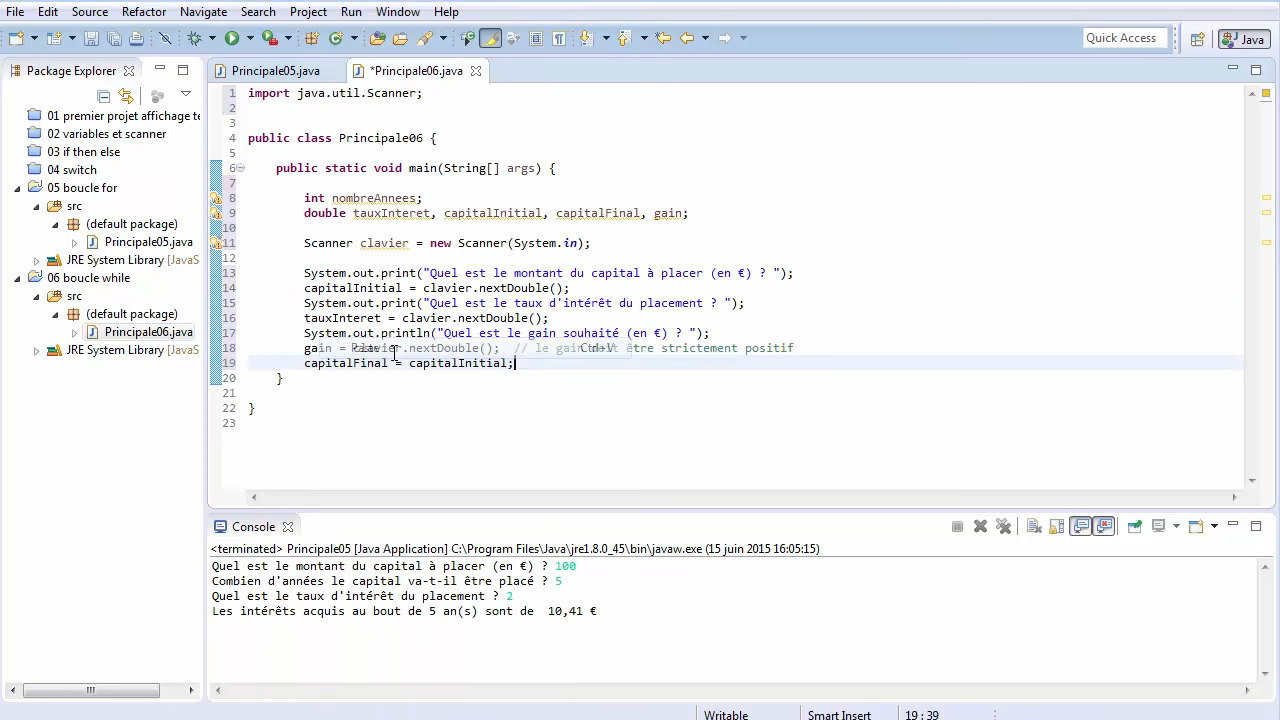 File Edit Source Refactor Navigate Search Project Run Window Help
Quick Access Java
Package Explorer
Principale05.java *Principale06.java
01 premier projet affichage te
02 variables et scanner
03 if then else
04 switch
05 boucle for
src
(default package)
Principale05.java
JRE System Library [JavaS
06 boucle while
src
(default package)
Principale06.java
JRE System Library [JavaS
1 import java.util.Scanner;
2
3
4 public class Principale06 {
5
6 public static void main(String[] args) {
7
8 int nombreAnnees;
9 double tauxInteret, capitalInitial, capitalFinal, gain;
10
11 Scanner clavier = new Scanner(System.in);
12
13 System.out.print("Quel est le montant du capital à placer (en €) ? ");
14 capitalInitial = clavier.nextDouble();
15 System.out.print("Quel est le taux d'intérêt du placement ? ");
16 tauxInteret = clavier.nextDouble();
17 System.out.println("Quel est le gain souhaité (en €) ? ");
18 gain = clavier.nextDouble(); // le gain doit être strictement positif
Paste Ctrl+V
19 capitalFinal = capitalInitial;
20 }
21
22 }
23
Console
<terminated> Principale05 [Java Application] C:\Program Files\Java\jre1.8.0_45\bin\javaw.exe (15 juin 2015 16:05:15)
Quel est le montant du capital à placer (en €) ? 100
Combien d'années le capital va-t-il être placé ? 5
Quel est le taux d'intérêt du placement ? 2
Les intérêts acquis au bout de 5 an(s) sont de  10,41 €
Writable Smart Insert 19 : 39